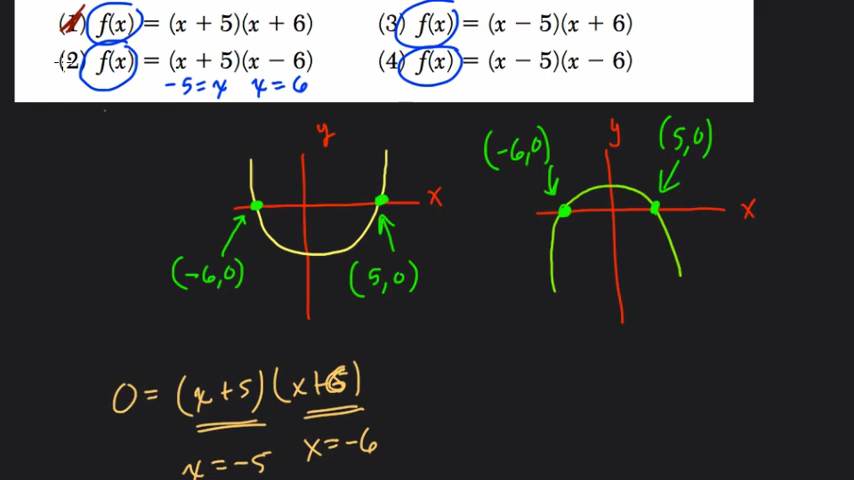 (1) f(x) = (x + 5)(x + 6) (3) f(x) = (x − 5)(x + 6)
(2) f(x) = (x + 5)(x − 6) (4) f(x) = (x − 5)(x − 6)
-5=x x=6
y
(-6,0)
y
(5,0)
x
x
(-6,0)
(5,0)
0=(x+5)(x+6)
x=-6
x=-5